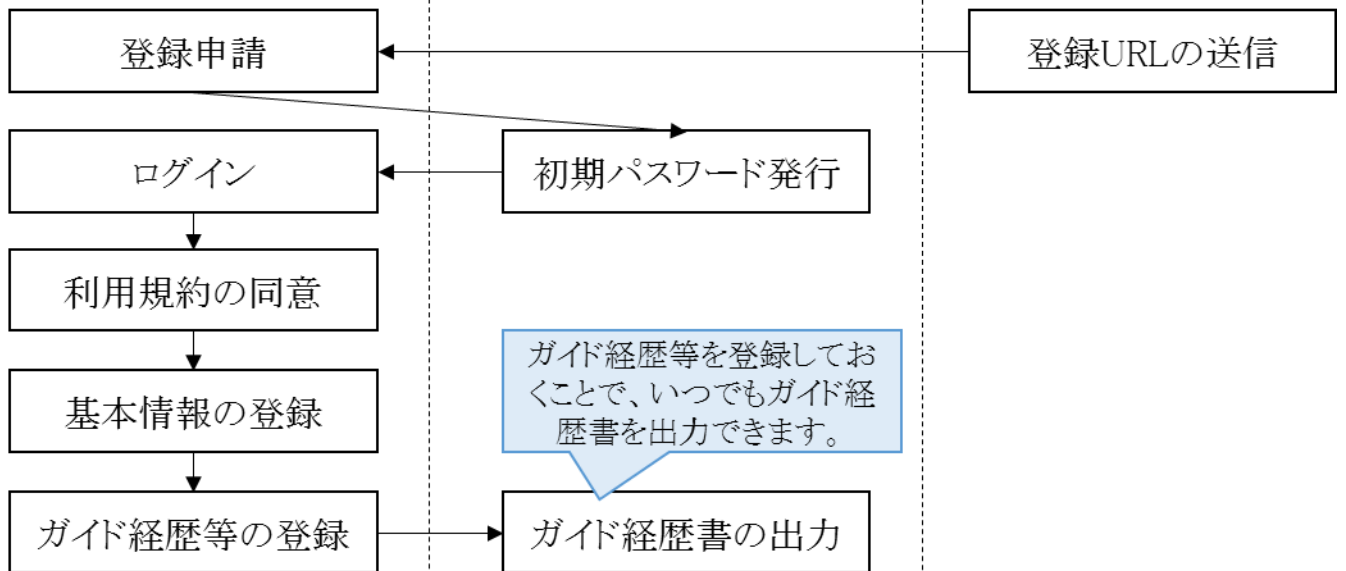 登録申請
登録URLの送信
ログイン
初期パスワード発行
利用規約の同意
基本情報の登録
ガイド経歴等を登録してお
くことで、いつでもガイド経
歴書を出力できます。
ガイド経歴等の登録
ガイド経歴書の出力